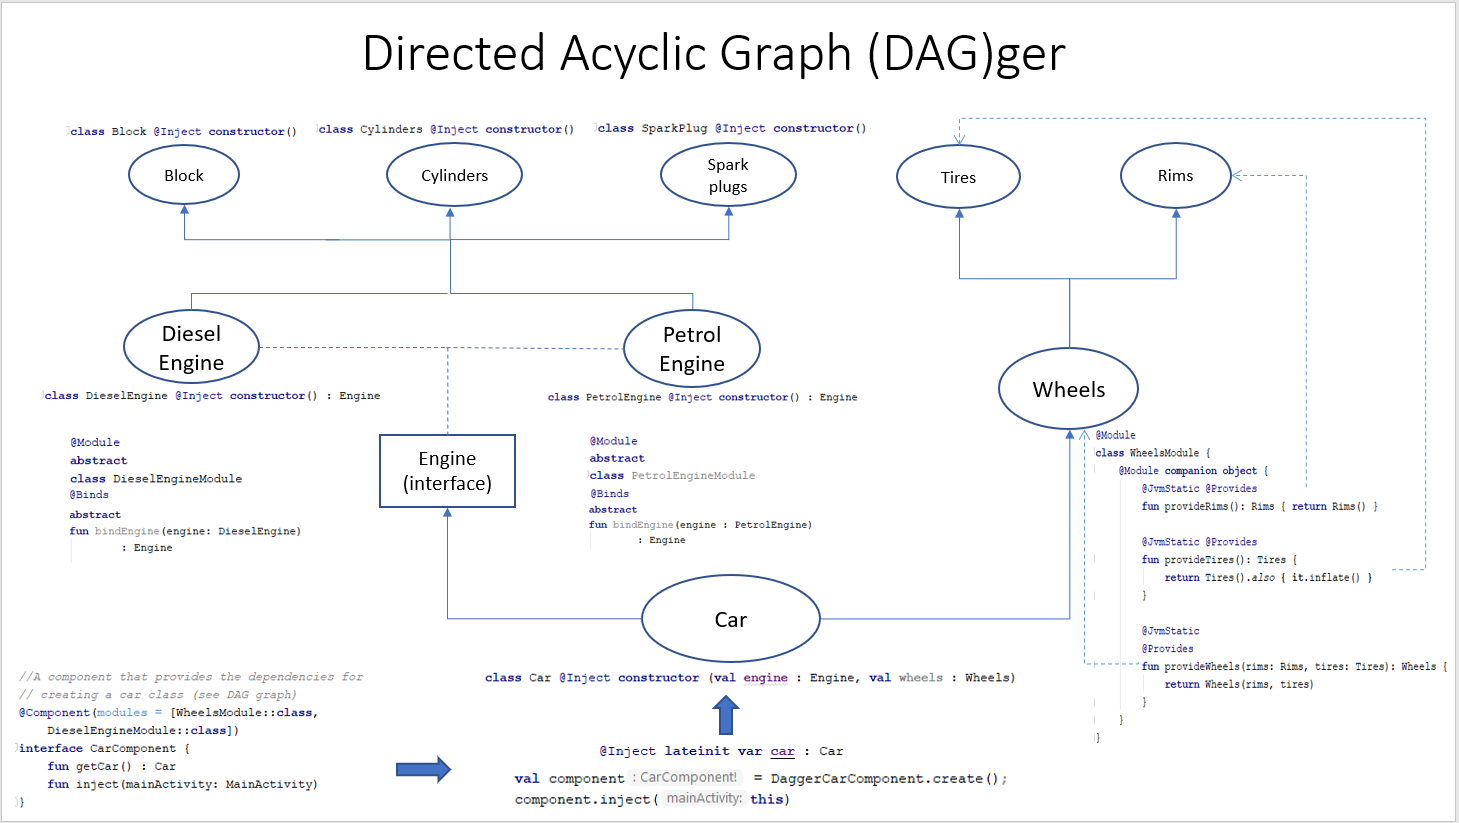 Directed Acyclic Graph (DAG)ger
class Block @Inject constructor()
class Cylinders @Inject constructor()
class SparkPlug @Inject constructor()
Block
Cylinders
Spark
plugs
Tires
Rims
Diesel
Engine
Petrol
Engine
Wheels
class DieselEngine @Inject constructor() : Engine
class PetrolEngine @Inject constructor() : Engine
@Module
abstract
class DieselEngineModule
@Binds
abstract
fun bindEngine(engine: DieselEngine)
: Engine
Engine
(interface)
@Module
abstract
class PetrolEngineModule
@Binds
abstract
fun bindEngine(engine : PetrolEngine)
: Engine
@Module
class WheelsModule {
@Module companion object {
@JvmStatic @Provides
fun provideRims(): Rims { return Rims() }
@JvmStatic @Provides
fun provideTires(): Tires {
return Tires().also { it.inflate() }
}
@JvmStatic
@Provides
fun provideWheels(rims: Rims, tires: Tires): Wheels {
return Wheels(rims, tires)
}
}
}
Car
class Car @Inject constructor (val engine : Engine, val wheels : Wheels)
//A component that provides the dependencies for
// creating a car class (see DAG graph)
@Component(modules = [WheelsModule::class,
DieselEngineModule::class])
interface CarComponent {
fun getCar() : Car
fun inject(mainActivity: MainActivity)
}
@Inject lateinit var car : Car
val component : CarComponent! = DaggerCarComponent.create();
component.inject( mainActivity: this)